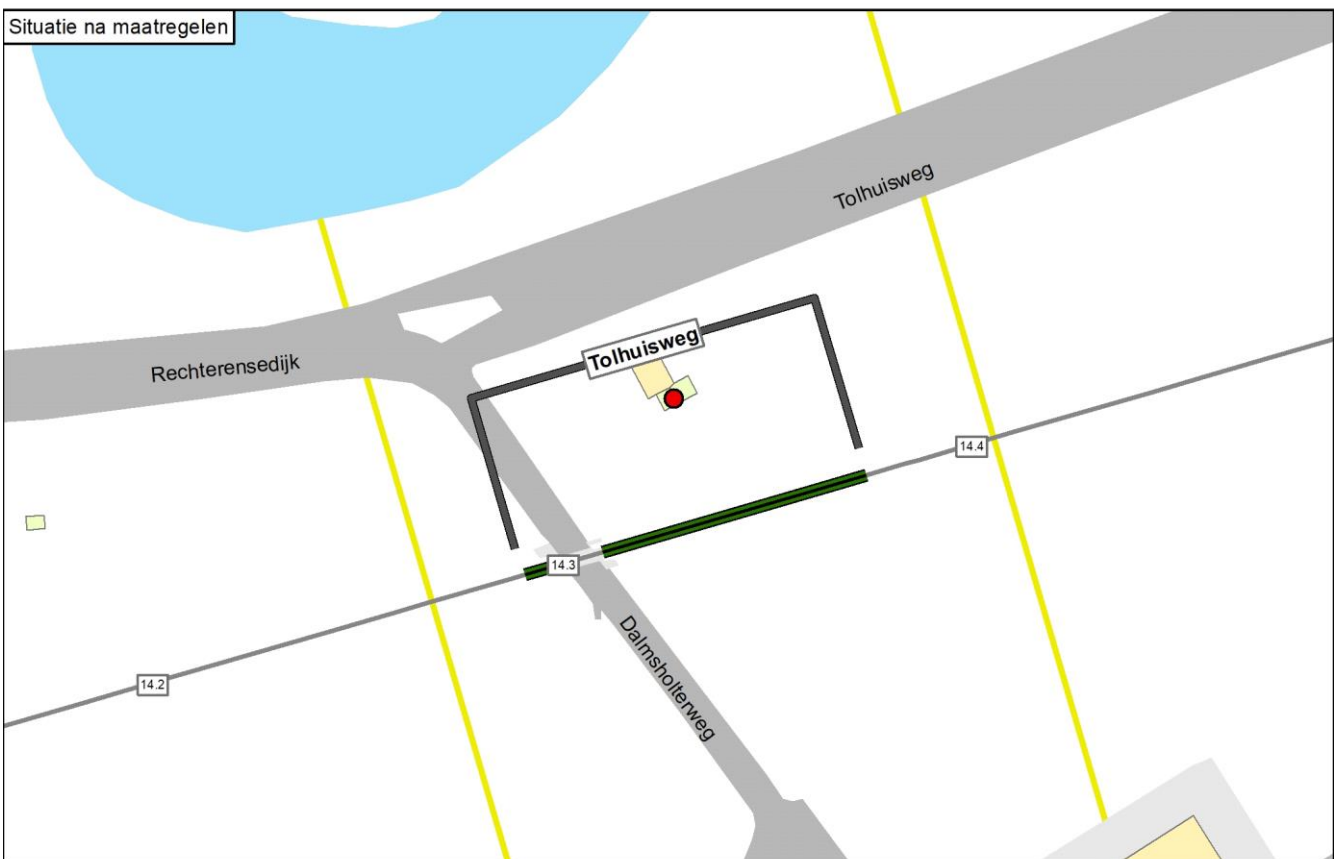 Situatie na maatregelen
Tolhuisweg
Tolhuisweg
Rechterensedijk
14.4
14.3
Dalmsholterweg
14.2